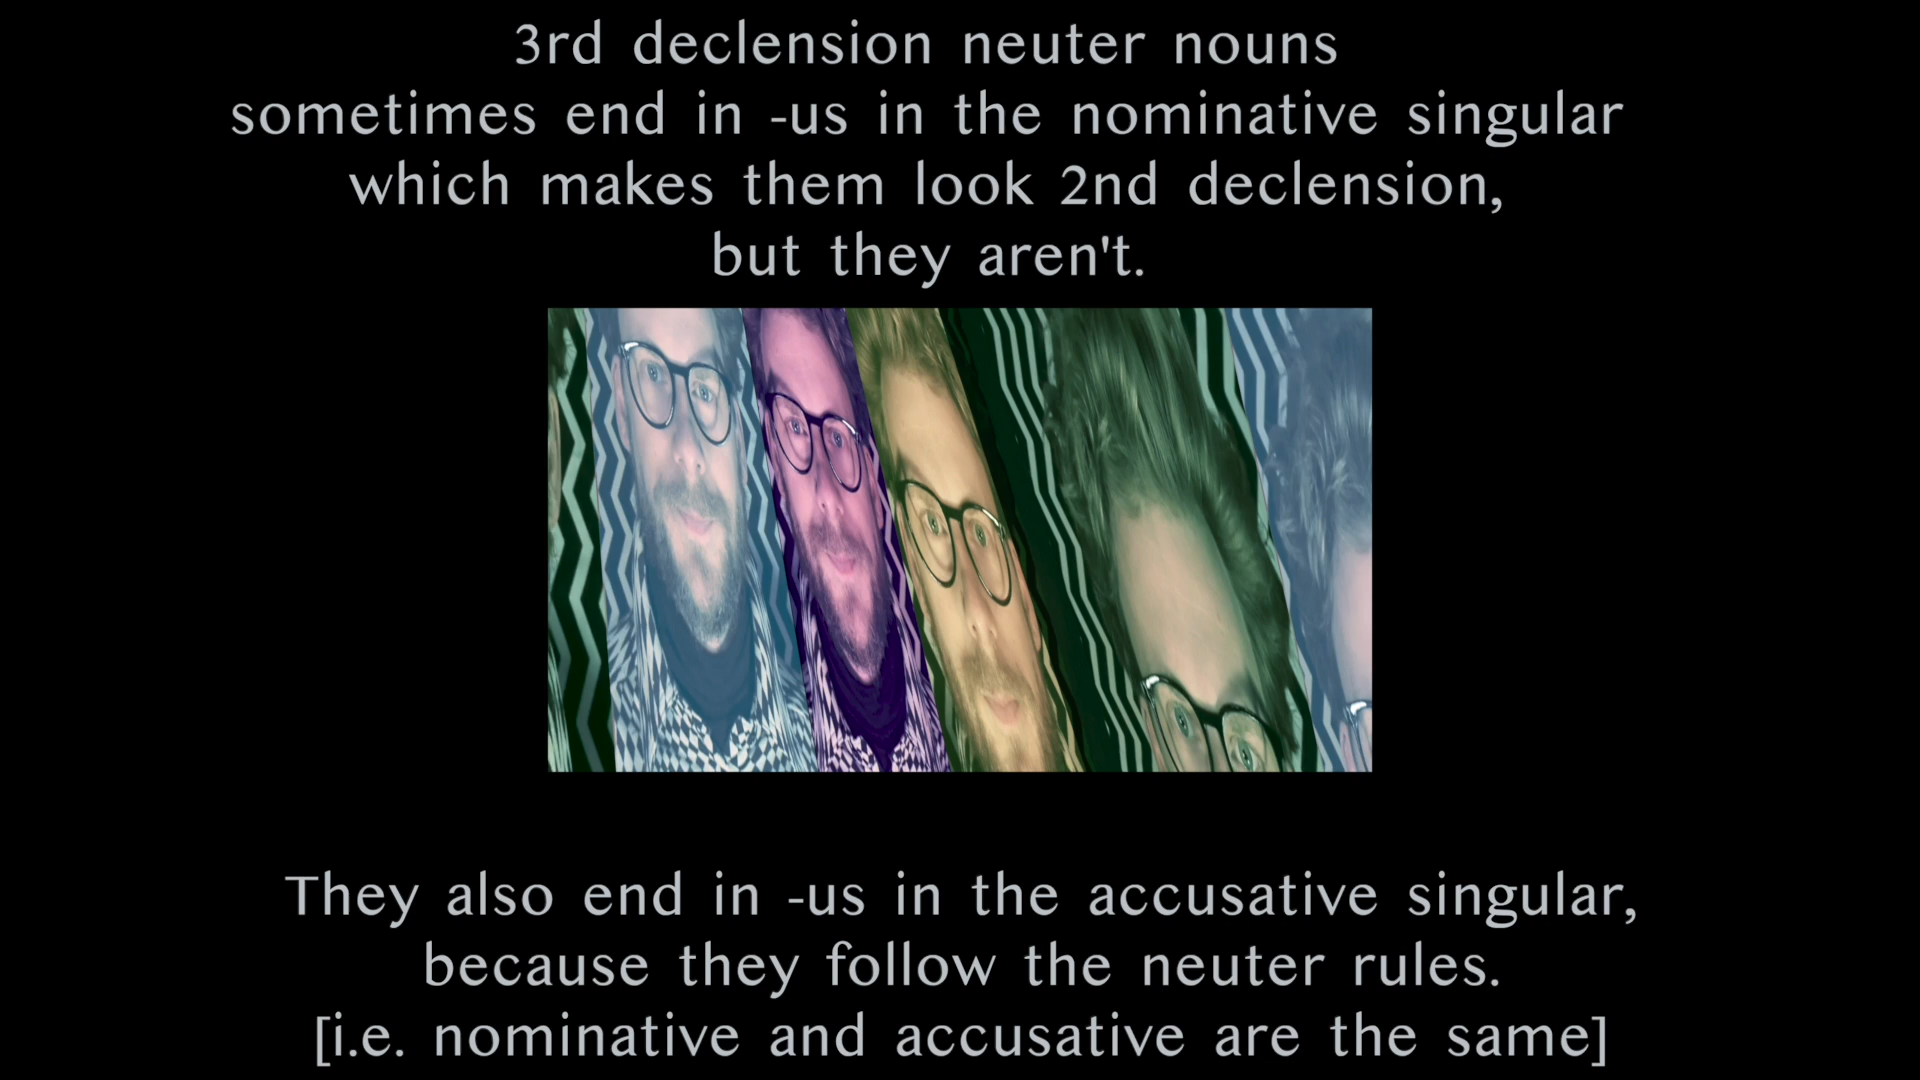 3rd declension neuter nouns
sometimes end in -us in the nominative singular
which makes them look 2nd declension,
but they aren't.
They also end in -us in the accusative singular,
because they follow the neuter rules.
[i.e. nominative and accusative are the same]